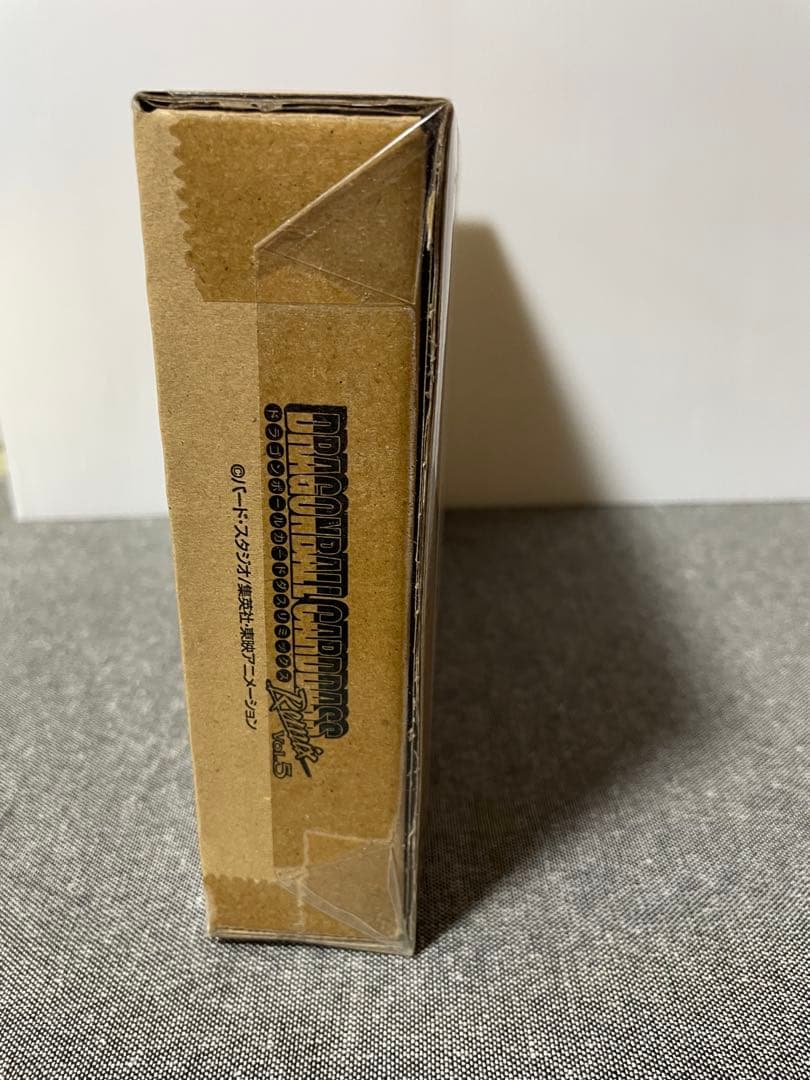 DRAGONBALL CARDDASS
ドラゴンボールカードダスリミックス
Remix
VOL.5
©バード・スタジオ/集英社・東映アニメーション